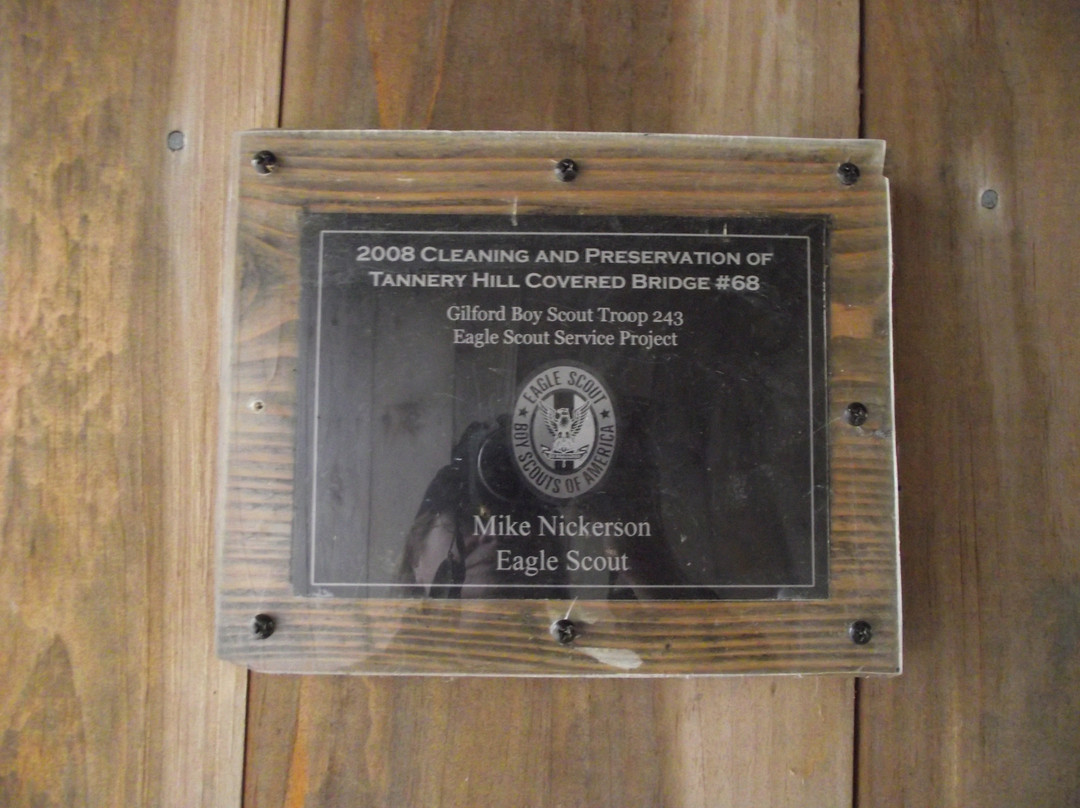 2008 Cleaning and Preservation of
Tannery Hill Covered Bridge #68
Gilford Boy Scout Troop 243
Eagle Scout Service Project
EAGLE SCOUT
BOY SCOUTS OF AMERICA
Mike Nickerson
Eagle Scout